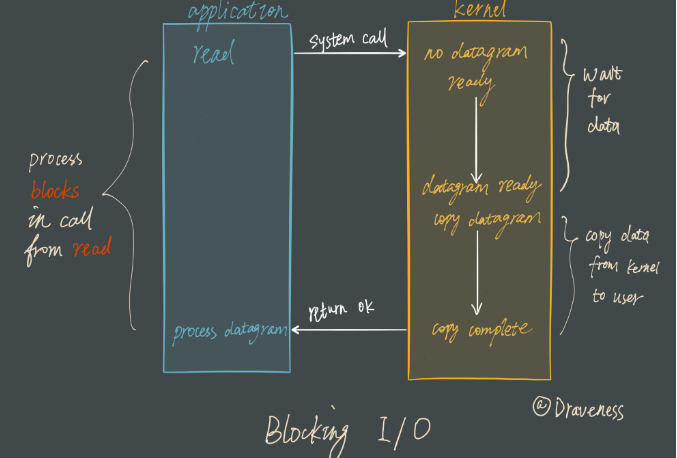 application
kernel
read
system call
no datagram
ready
wait
for
data
process
blocks
in call
from read
datagram ready
copy datagram
copy data
from kernel
to user
process datagram
return ok
copy complete
@Draveness
Blocking I/O